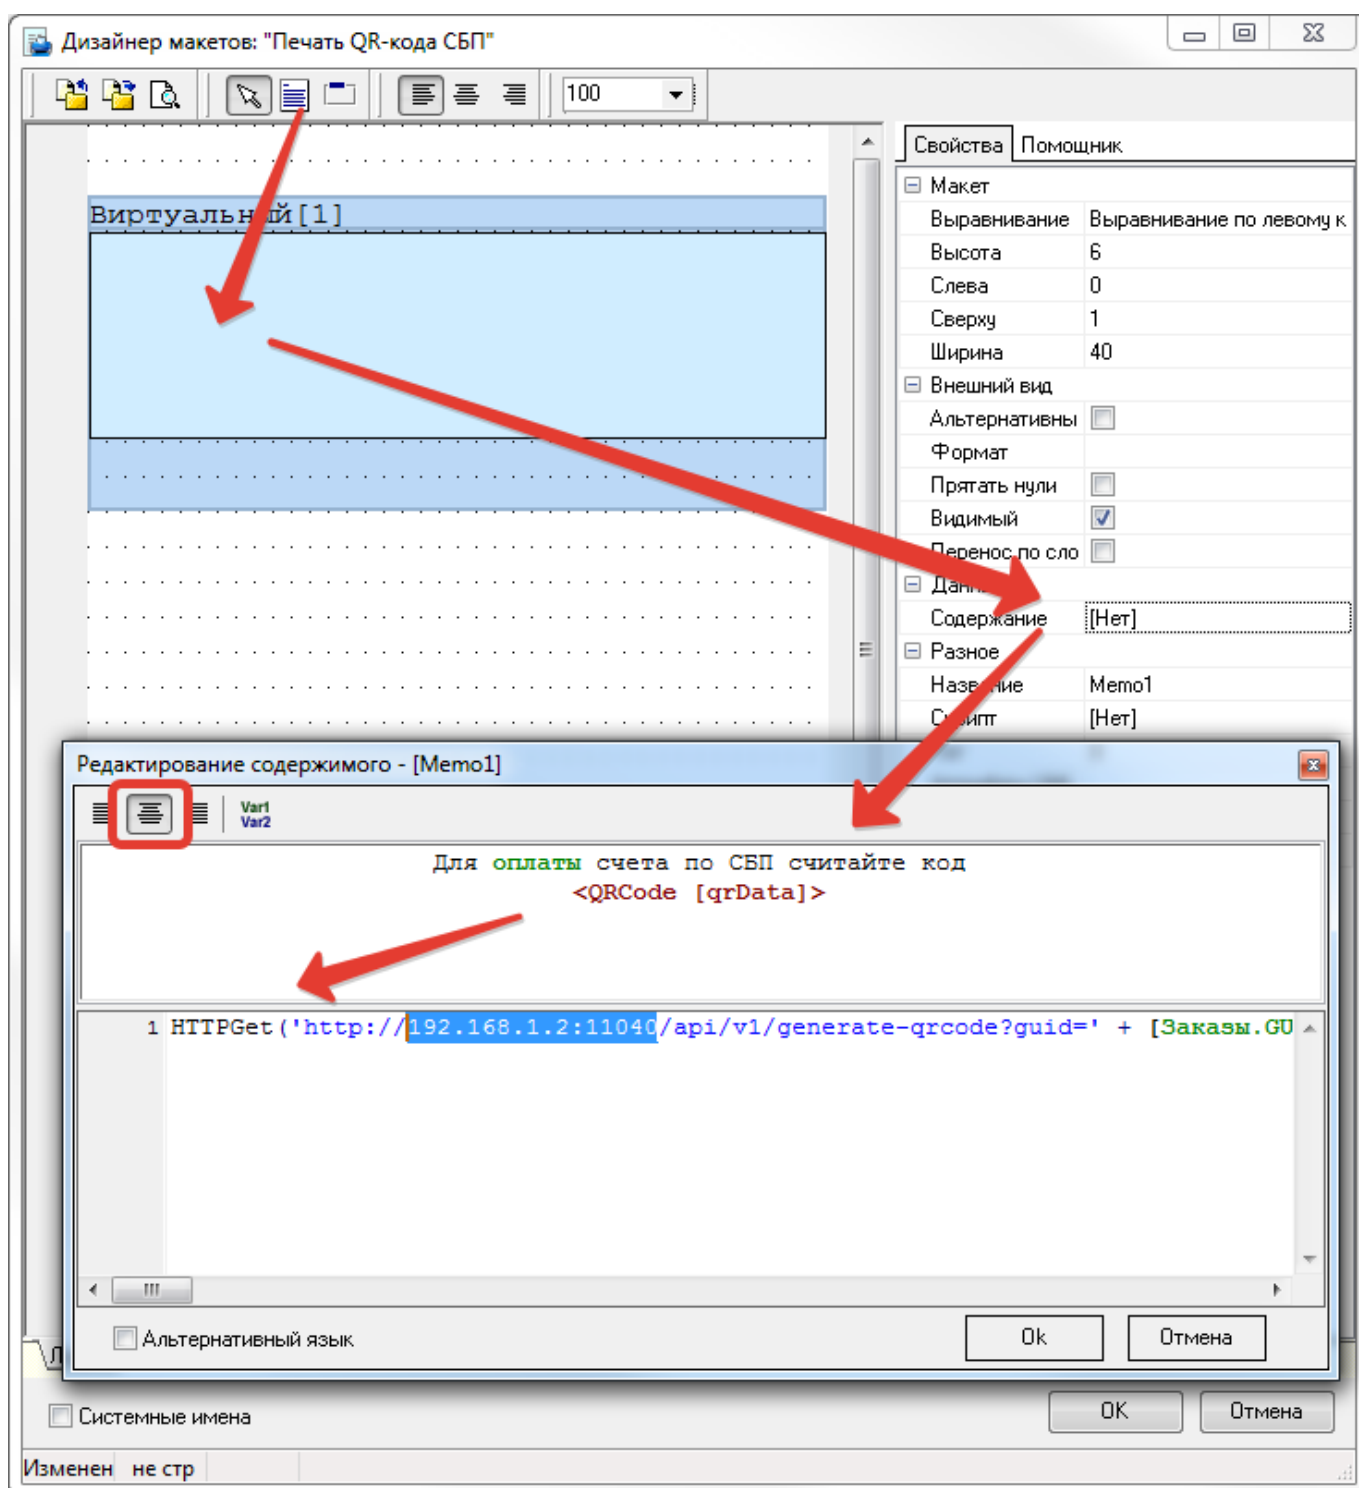 Дизайнер макетов: "Печать QR-кода СБП"
100
Свойства Помощник
Макет
Выравнивание Выравнивание по левому к
Высота 6
Слева 0
Сверху 1
Ширина 40
Внешний вид
Альтернативны
Формат
Прятать нули
Видимый
Перенос по сло
Содержание [Нет]
Разное
Название Memo1
Скрипт [Нет]
Виртуальный[1]
Редактирование содержимого - [Memo1]
Var1
Var2
Для оплаты счета по СБП считайте код
<QRCode [qrData]>
1 HTTPGet('http://192.168.1.2:11040/api/v1/generate-qrcode?guid=' + [Заказы.GU
Альтернативный язык
Ok Отмена
Системные имена
OK Отмена
Изменен не стр